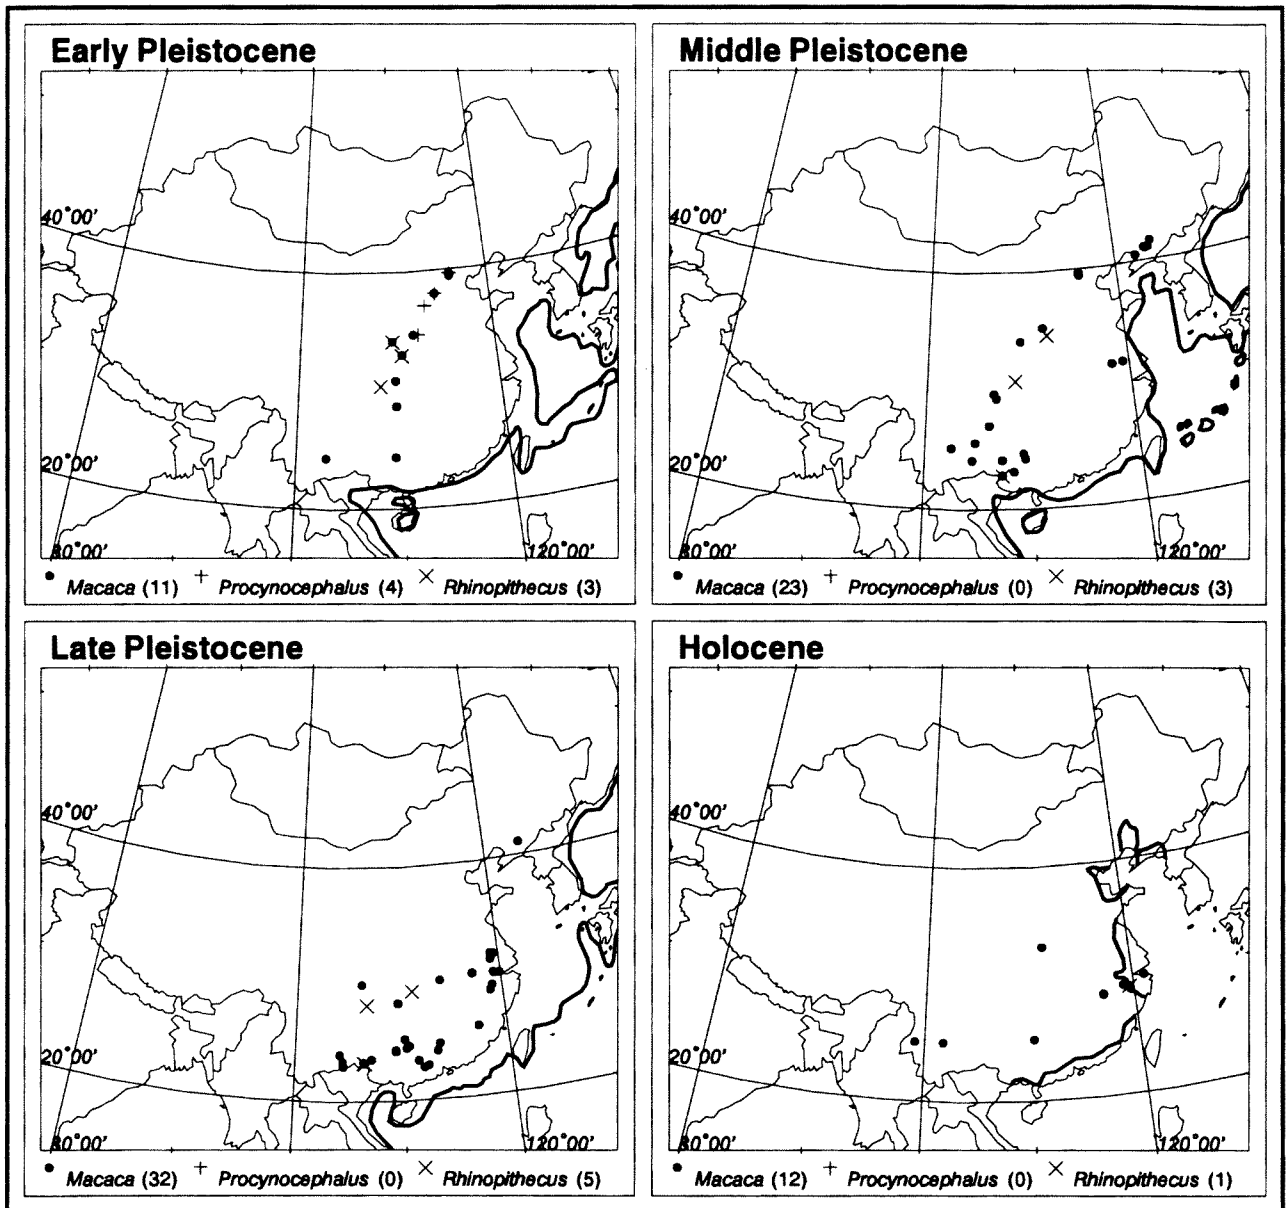 Early Pleistocene
40°00'
20°00'
80°00'
120°00'
Macaca (11) + Procynocephalus (4) × Rhinopithecus (3)
Middle Pleistocene
40°00'
20°00'
80°00'
120°00'
Macaca (23) + Procynocephalus (0) × Rhinopithecus (3)
Late Pleistocene
40°00'
20°00'
80°00'
120°00'
Macaca (32) + Procynocephalus (0) × Rhinopithecus (5)
Holocene
40°00'
20°00'
80°00'
120°00'
Macaca (12) + Procynocephalus (0) × Rhinopithecus (1)